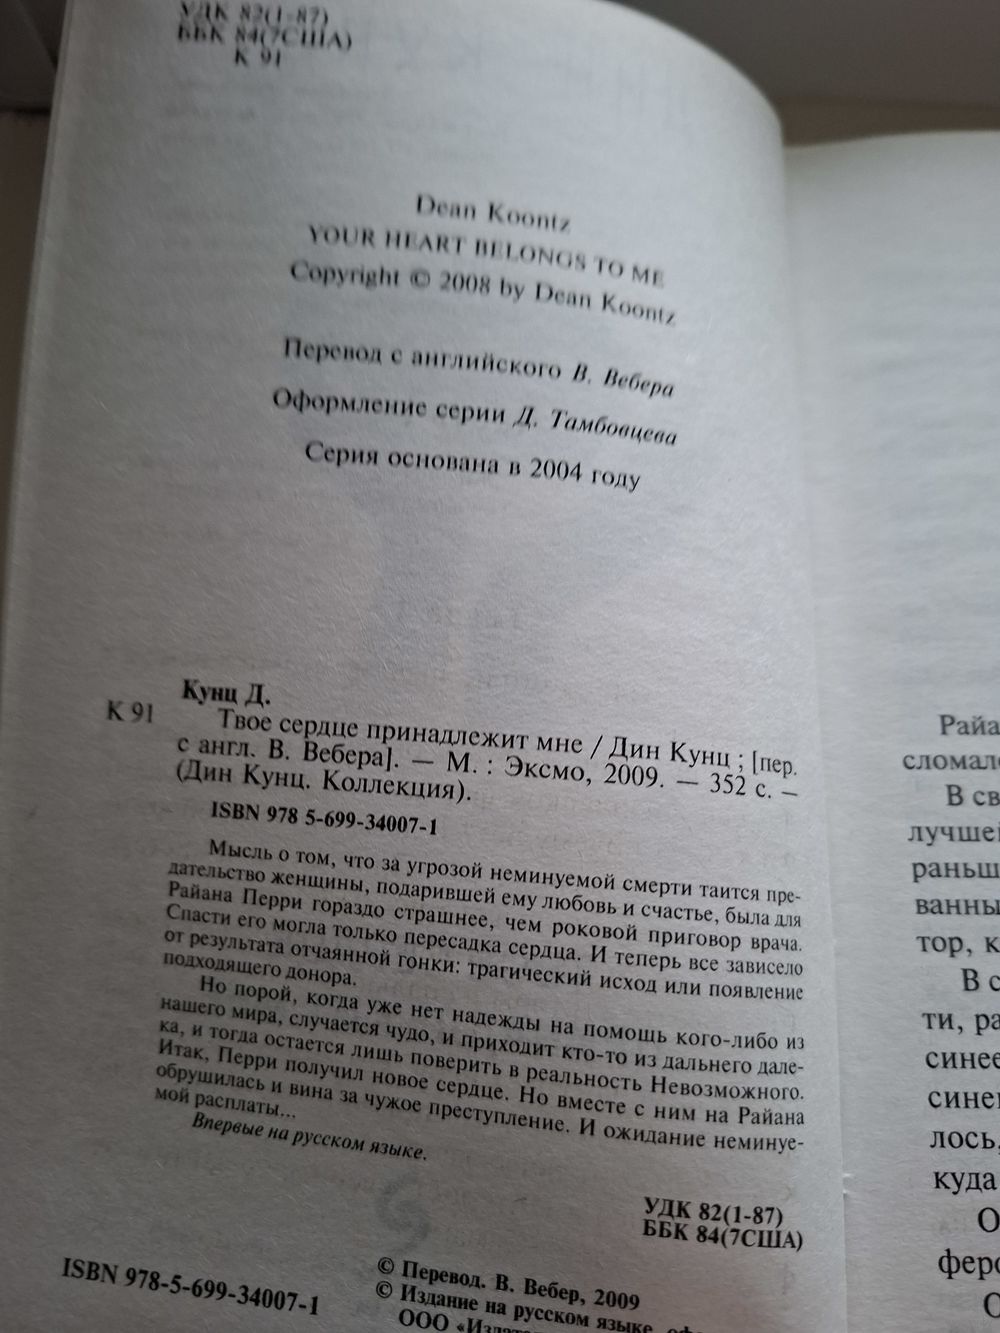 УДК 82(1-87)
ББК 84(7США)
К 91
Dean Koontz
YOUR HEART BELONGS TO ME
Copyright © 2008 by Dean Koontz
Перевод с английского В. Вебера
Оформление серии Д. Тамбовцева
Серия основана в 2004 году
Кунц Д.
К 91 Твое сердце принадлежит мне / Дин Кунц ; [пер.
с англ. В. Вебера]. — М. : Эксмо, 2009. — 352 с. —
(Дин Кунц. Коллекция).
ISBN 978 5-699-34007-1
Мысль о том, что за угрозой неминуемой смерти таится пре-
дательство женщины, подарившей ему любовь и счастье, была для
Райана Перри гораздо страшнее, чем роковой приговор врача.
Спасти его могла только пересадка сердца. И теперь все зависело
от результата отчаянной гонки: трагический исход или появление
подходящего донора.
Но порой, когда уже нет надежды на помощь кого-либо из
нашего мира, случается чудо, и приходит кто-то из дальнего дале-
ка, и тогда остается лишь поверить в реальность Невозможного.
Итак, Перри получил новое сердце. Но вместе с ним на Райана
обрушилась и вина за чужое преступление. И ожидание неминуе-
мой расплаты...
Впервые на русском языке.
УДК 82(1-87)
ББК 84(7США)
© Перевод. В. Вебер, 2009
ISBN 978-5-699-34007-1
© Издание на русском языке,
ООО
Райа
сломал
В св
лучше
раньш
ванны
тор, к
В с
ти, ра
синее
сине
лось,
куда
О
феро
О